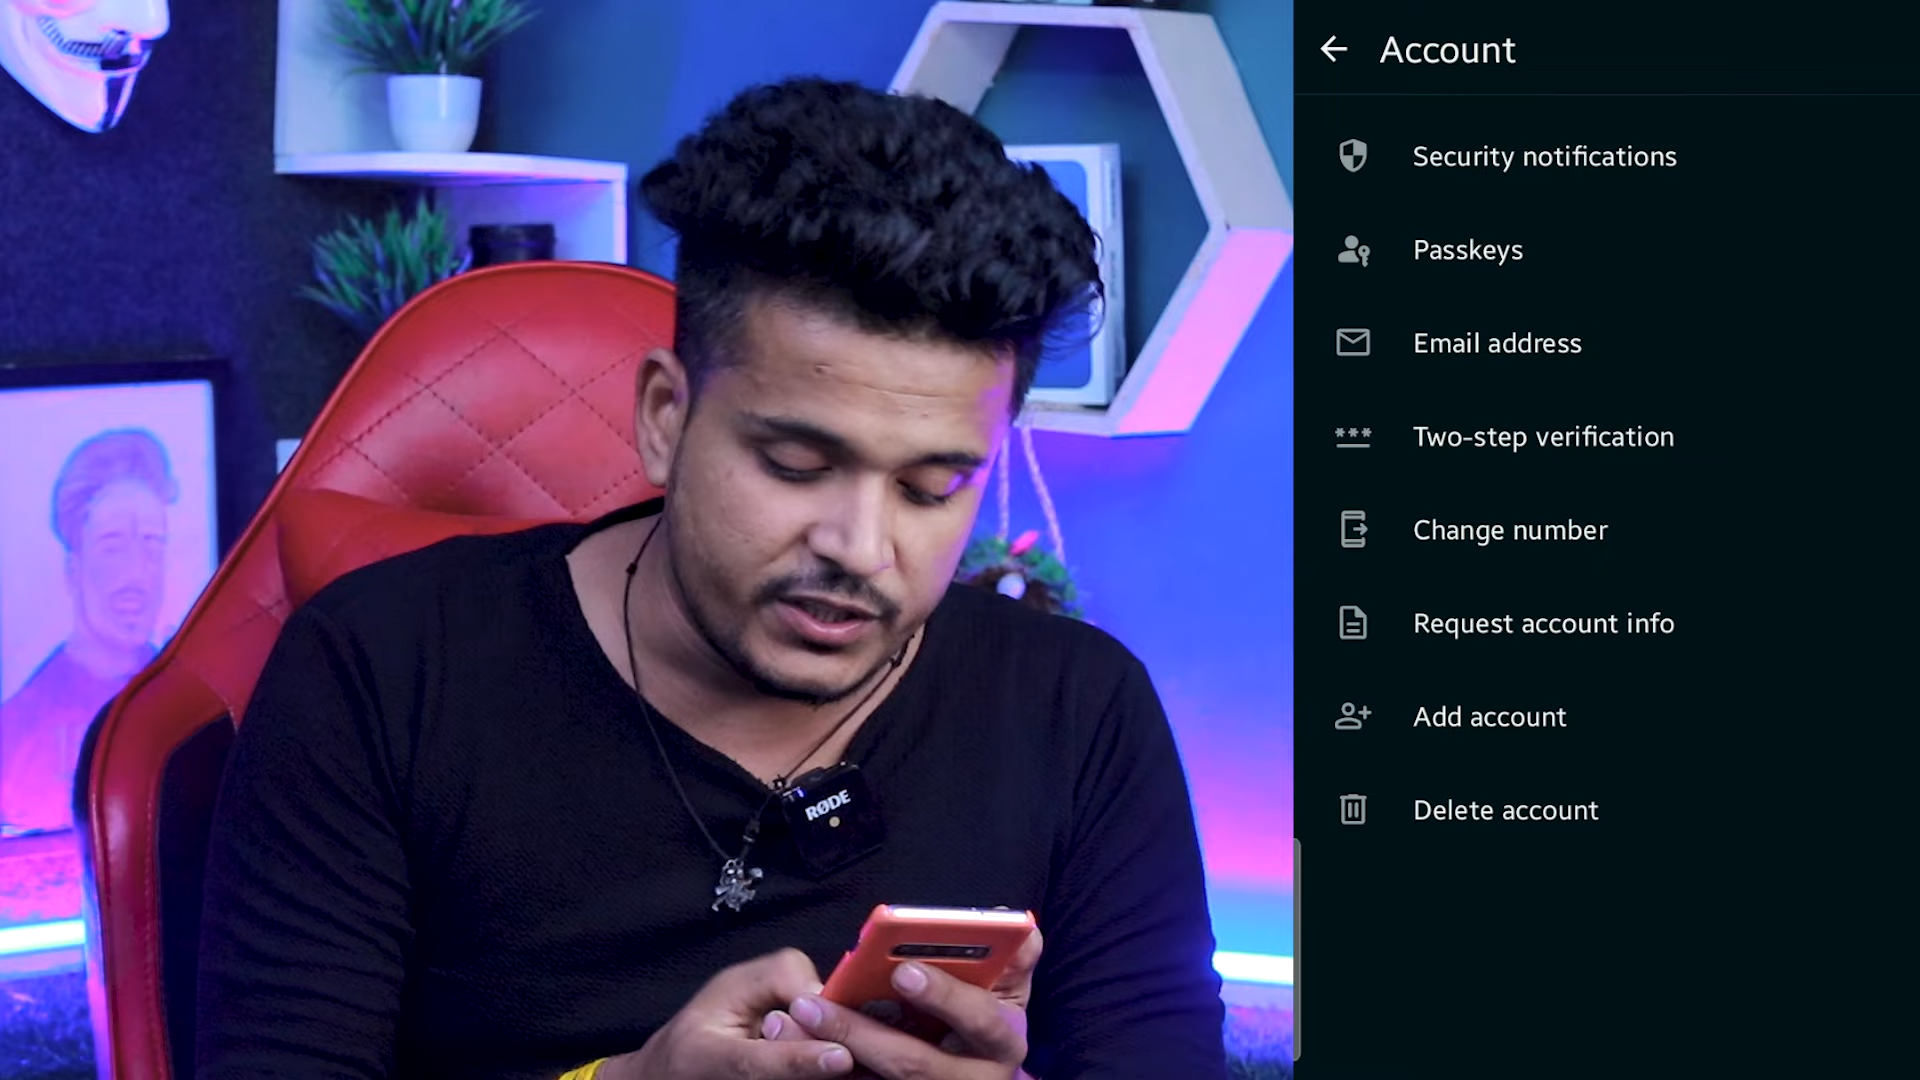 Account
Security notifications
Passkeys
Email address
Two-step verification
Change number
Request account info
Add account
Delete account
RØDE